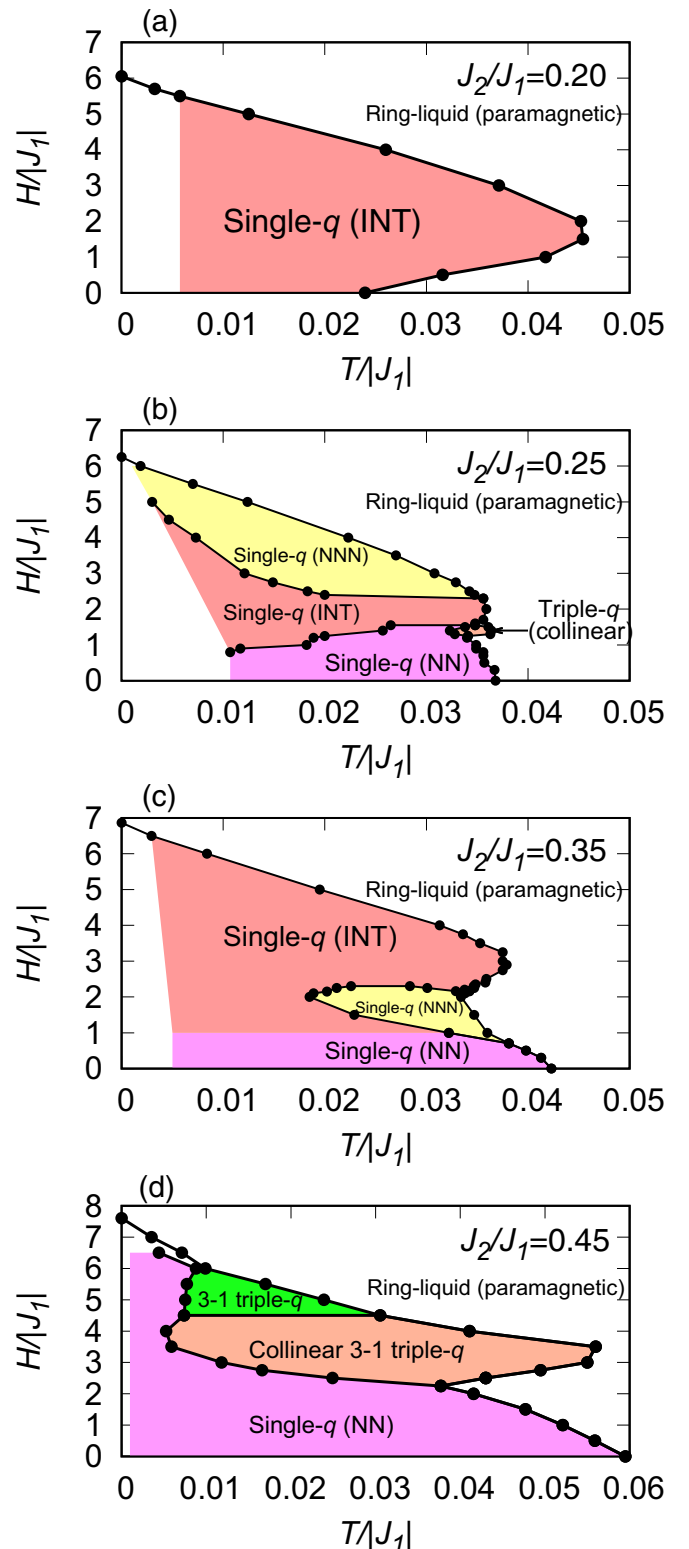 (a)
7
6
5
4
3
2
1
0
H/|J1|
J2/J1=0.20
Ring-liquid (paramagnetic)
Single-q (INT)
0 0.01 0.02 0.03 0.04 0.05
T/|J1|
(b)
7
6
5
4
3
2
1
0
H/|J1|
J2/J1=0.25
Ring-liquid (paramagnetic)
Single-q (NNN)
Single-q (INT)
Triple-q
(collinear)
Single-q (NN)
0 0.01 0.02 0.03 0.04 0.05
T/|J1|
(c)
7
6
5
4
3
2
1
0
H/|J1|
J2/J1=0.35
Ring-liquid (paramagnetic)
Single-q (INT)
Single-q (NNN)
Single-q (NN)
0 0.01 0.02 0.03 0.04 0.05
T/|J1|
(d)
8
7
6
5
4
3
2
1
0
H/|J1|
J2/J1=0.45
Ring-liquid (paramagnetic)
3-1 triple-q
Collinear 3-1 triple-q
Single-q (NN)
0 0.01 0.02 0.03 0.04 0.05 0.06
T/|J1|